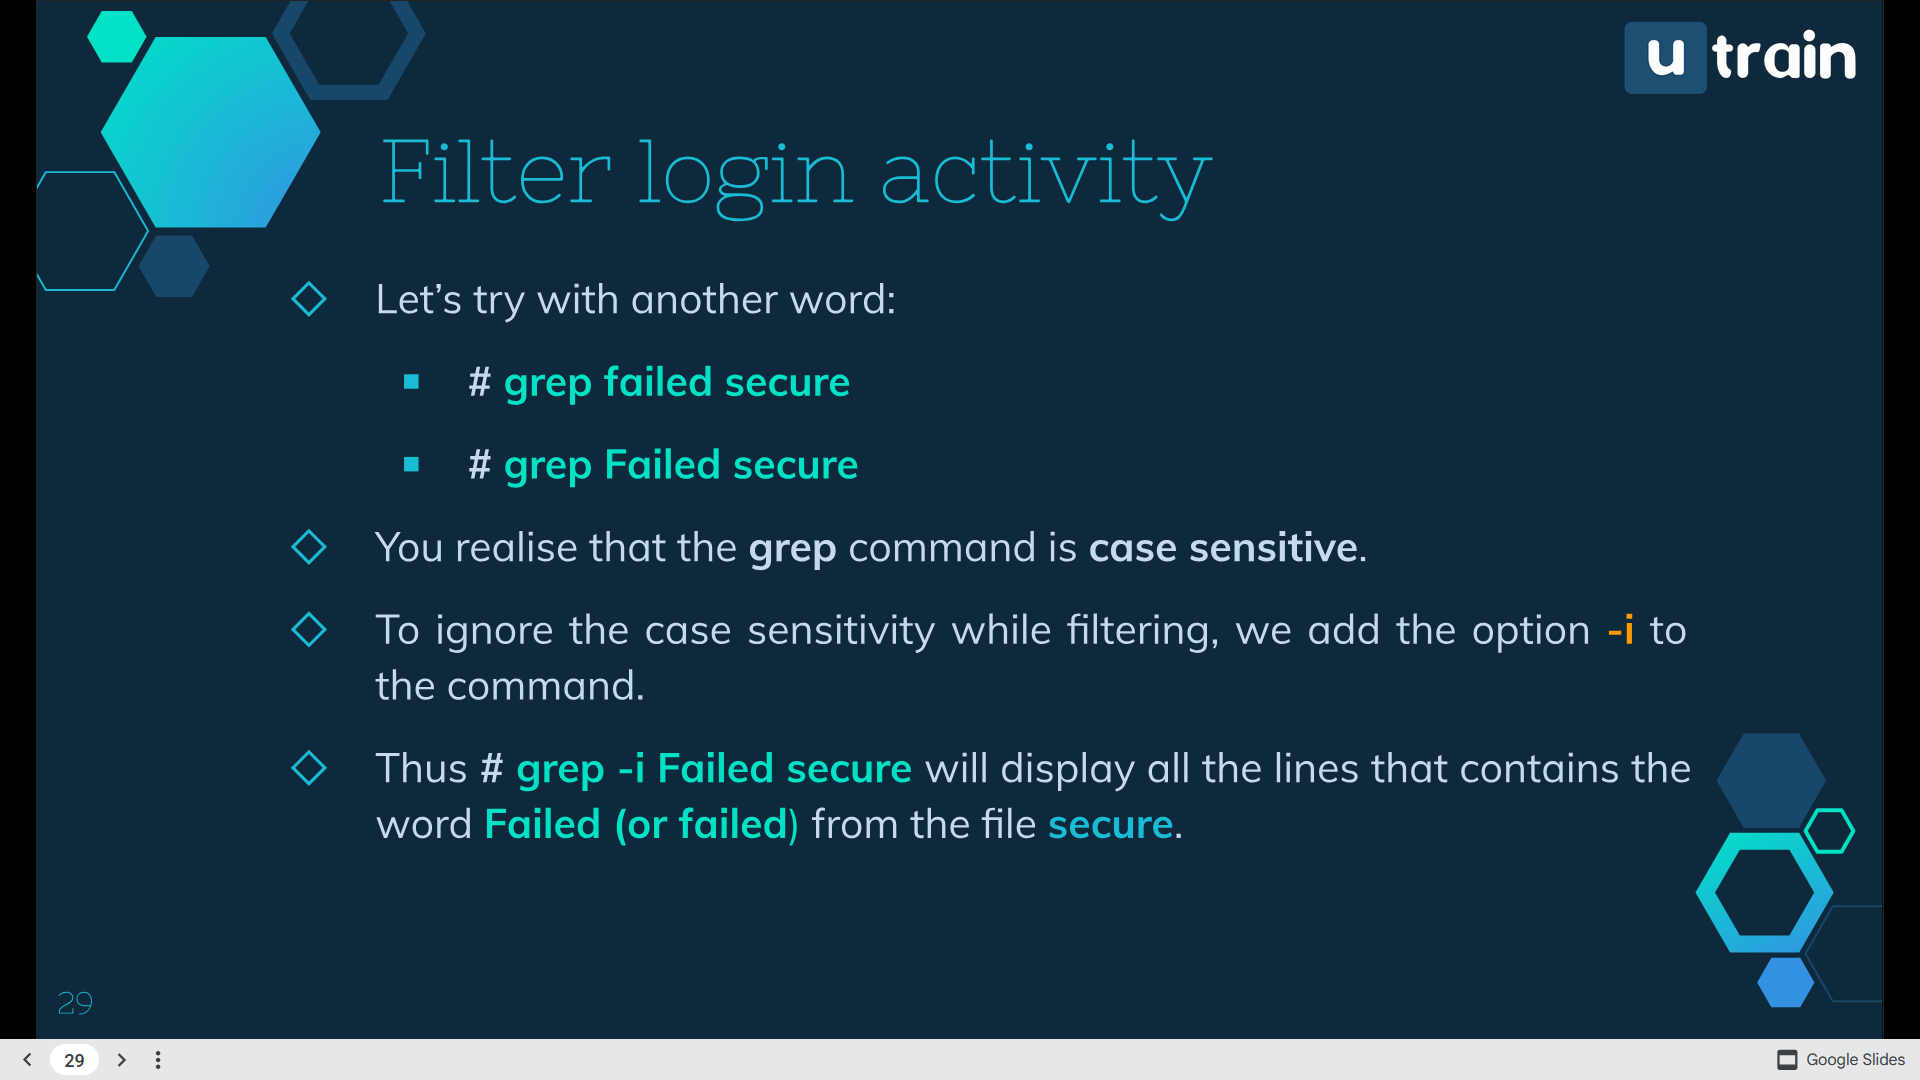 u train
Filter login activity
Let’s try with another word:
# grep failed secure
# grep Failed secure
You realise that the grep command is case sensitive.
To ignore the case sensitivity while filtering, we add the option -i to
the command.
Thus # grep -i Failed secure will display all the lines that contains the
word Failed (or failed) from the file secure.
29
29
Google Slides